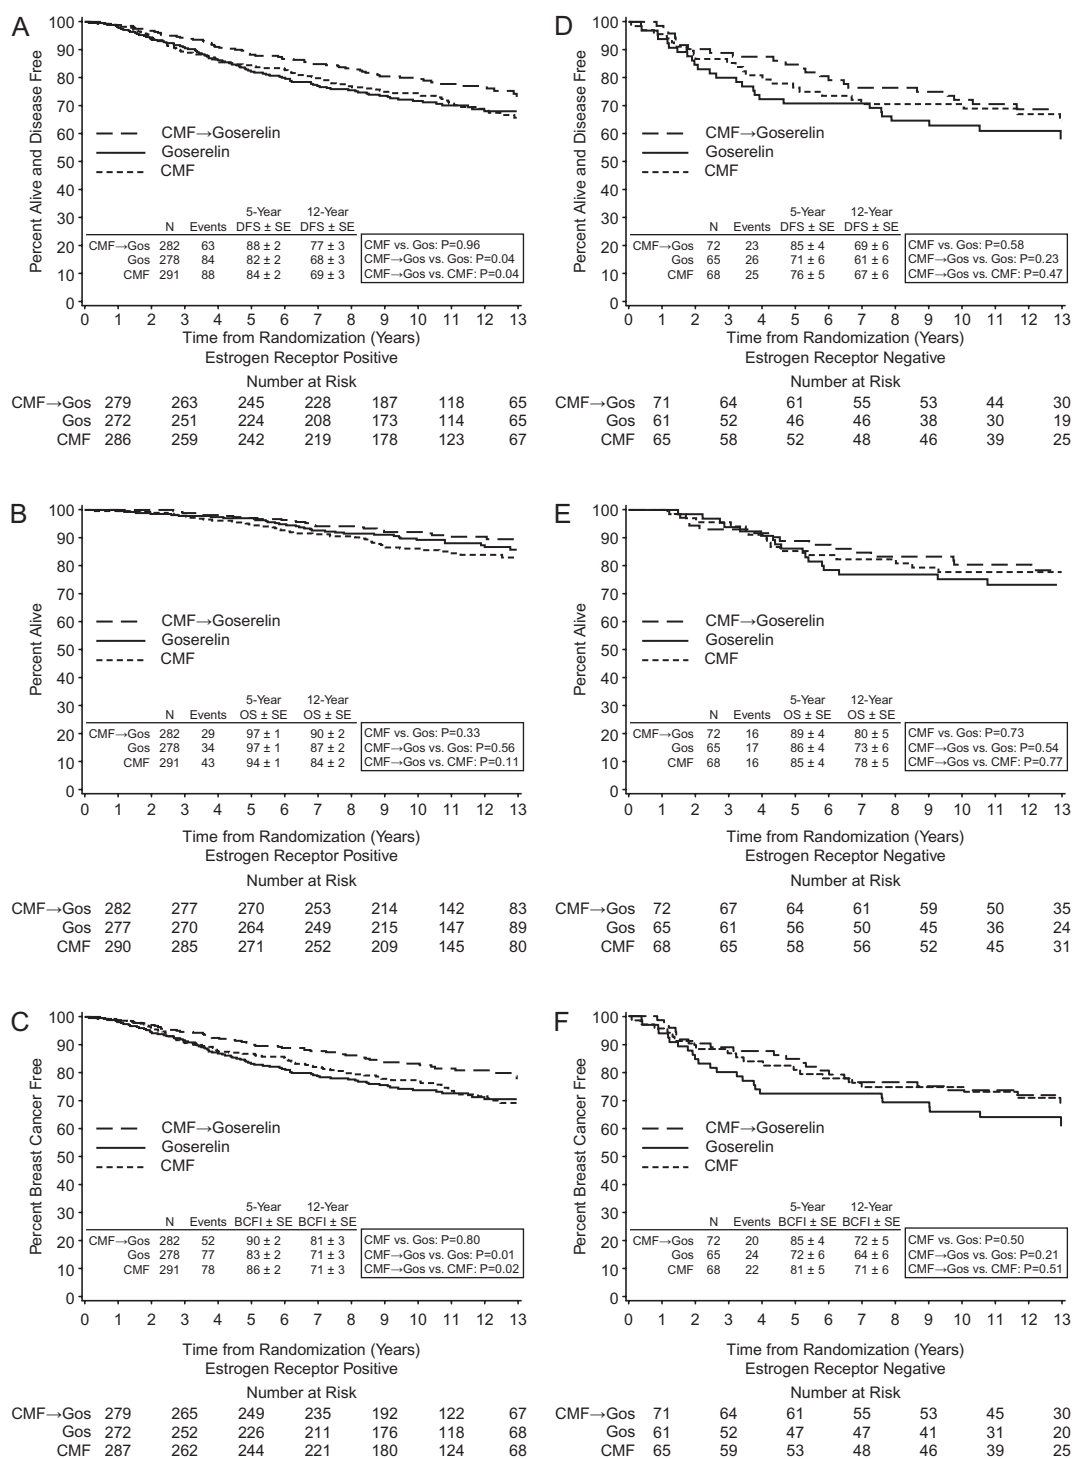 A
Percent Alive and Disease Free
100
90
80
70
60
50
40
30
20
10
0
CMF→Goserelin
Goserelin
CMF
5-Year 12-Year
N Events DFS ± SE DFS ± SE
CMF→Gos 282 63 88 ± 2 77 ± 3
Gos 278 84 82 ± 2 68 ± 3
CMF 291 88 84 ± 2 69 ± 3
CMF vs. Gos: P=0.96
CMF→Gos vs. Gos: P=0.04
CMF→Gos vs. CMF: P=0.04
0 1 2 3 4 5 6 7 8 9 10 11 12 13
Time from Randomization (Years)
Estrogen Receptor Positive
Number at Risk
CMF→Gos 279 263 245 228 187 118 65
Gos 272 251 224 208 173 114 65
CMF 286 259 242 219 178 123 67
D
Percent Alive and Disease Free
100
90
80
70
60
50
40
30
20
10
0
CMF→Goserelin
Goserelin
CMF
5-Year 12-Year
N Events DFS ± SE DFS ± SE
CMF→Gos 72 23 85 ± 4 69 ± 6
Gos 65 26 71 ± 6 61 ± 6
CMF 68 25 76 ± 5 67 ± 6
CMF vs. Gos: P=0.58
CMF→Gos vs. Gos: P=0.23
CMF→Gos vs. CMF: P=0.47
0 1 2 3 4 5 6 7 8 9 10 11 12 13
Time from Randomization (Years)
Estrogen Receptor Negative
Number at Risk
CMF→Gos 71 64 61 55 53 44 30
Gos 61 52 46 46 38 30 19
CMF 65 58 52 48 46 39 25
B
Percent Alive
100
90
80
70
60
50
40
30
20
10
0
CMF→Goserelin
Goserelin
CMF
5-Year 12-Year
N Events OS ± SE OS ± SE
CMF→Gos 282 29 97 ± 1 90 ± 2
Gos 278 34 97 ± 1 87 ± 2
CMF 291 43 94 ± 1 84 ± 2
CMF vs. Gos: P=0.33
CMF→Gos vs. Gos: P=0.56
CMF→Gos vs. CMF: P=0.11
0 1 2 3 4 5 6 7 8 9 10 11 12 13
Time from Randomization (Years)
Estrogen Receptor Positive
Number at Risk
CMF→Gos 282 277 270 253 214 142 83
Gos 277 270 264 249 215 147 89
CMF 290 285 271 252 209 145 80
E
Percent Alive
100
90
80
70
60
50
40
30
20
10
0
CMF→Goserelin
Goserelin
CMF
5-Year 12-Year
N Events OS ± SE OS ± SE
CMF→Gos 72 16 89 ± 4 80 ± 5
Gos 65 17 86 ± 4 73 ± 6
CMF 68 16 85 ± 4 78 ± 5
CMF vs. Gos: P=0.73
CMF→Gos vs. Gos: P=0.54
CMF→Gos vs. CMF: P=0.77
0 1 2 3 4 5 6 7 8 9 10 11 12 13
Time from Randomization (Years)
Estrogen Receptor Negative
Number at Risk
CMF→Gos 72 67 64 61 59 50 35
Gos 65 61 56 50 45 36 24
CMF 68 65 58 56 52 45 31
C
Percent Breast Cancer Free
100
90
80
70
60
50
40
30
20
10
0
CMF→Goserelin
Goserelin
CMF
5-Year 12-Year
N Events BCFI ± SE BCFI ± SE
CMF→Gos 282 52 90 ± 2 81 ± 3
Gos 278 77 83 ± 2 71 ± 3
CMF 291 78 86 ± 2 71 ± 3
CMF vs. Gos: P=0.80
CMF→Gos vs. Gos: P=0.01
CMF→Gos vs. CMF: P=0.02
0 1 2 3 4 5 6 7 8 9 10 11 12 13
Time from Randomization (Years)
Estrogen Receptor Positive
Number at Risk
CMF→Gos 279 265 249 235 192 122 67
Gos 272 252 226 211 176 118 68
CMF 287 262 244 221 180 124 68
F
Percent Breast Cancer Free
100
90
80
70
60
50
40
30
20
10
0
CMF→Goserelin
Goserelin
CMF
5-Year 12-Year
N Events BCFI ± SE BCFI ± SE
CMF→Gos 72 20 85 ± 4 72 ± 5
Gos 65 24 72 ± 6 64 ± 6
CMF 68 22 81 ± 5 71 ± 6
CMF vs. Gos: P=0.50
CMF→Gos vs. Gos: P=0.21
CMF→Gos vs. CMF: P=0.51
0 1 2 3 4 5 6 7 8 9 10 11 12 13
Time from Randomization (Years)
Estrogen Receptor Negative
Number at Risk
CMF→Gos 71 64 61 55 53 45 30
Gos 61 52 47 47 41 31 20
CMF 65 59 53 48 46 39 25